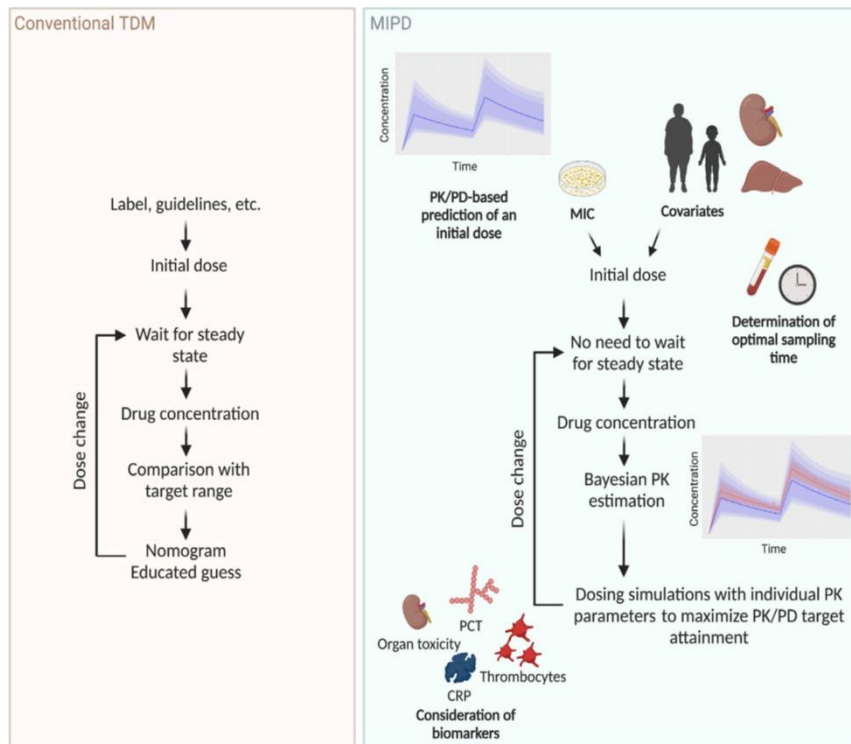 Conventional TDM
Label, guidelines, etc.
Initial dose
Wait for steady
state
Drug concentration
Comparison with
target range
Nomogram
Educated guess
Dose change
MIPD
Concentration
Time
PK/PD-based
prediction of an
initial dose
MIC
Covariates
Initial dose
Determination of
optimal sampling
time
No need to wait
for steady state
Drug concentration
Bayesian PK
estimation
Concentration
Time
Dose change
Dosing simulations with individual PK
parameters to maximize PK/PD target
attainment
PCT
Organ toxicity
Thrombocytes
CRP
Consideration of
biomarkers